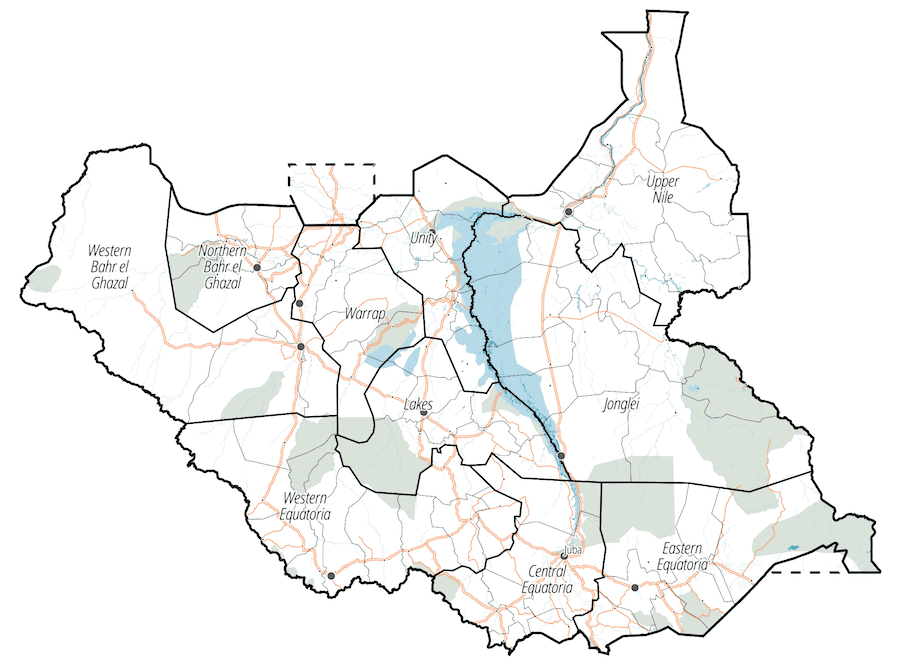 Upper
Nile
Unity
Western
Bahr el
Ghazal
Northern
Bahr el
Ghazal
Warrap
Lakes
Jonglei
Western
Equatoria
Juba
Central
Equatoria
Eastern
Equatoria